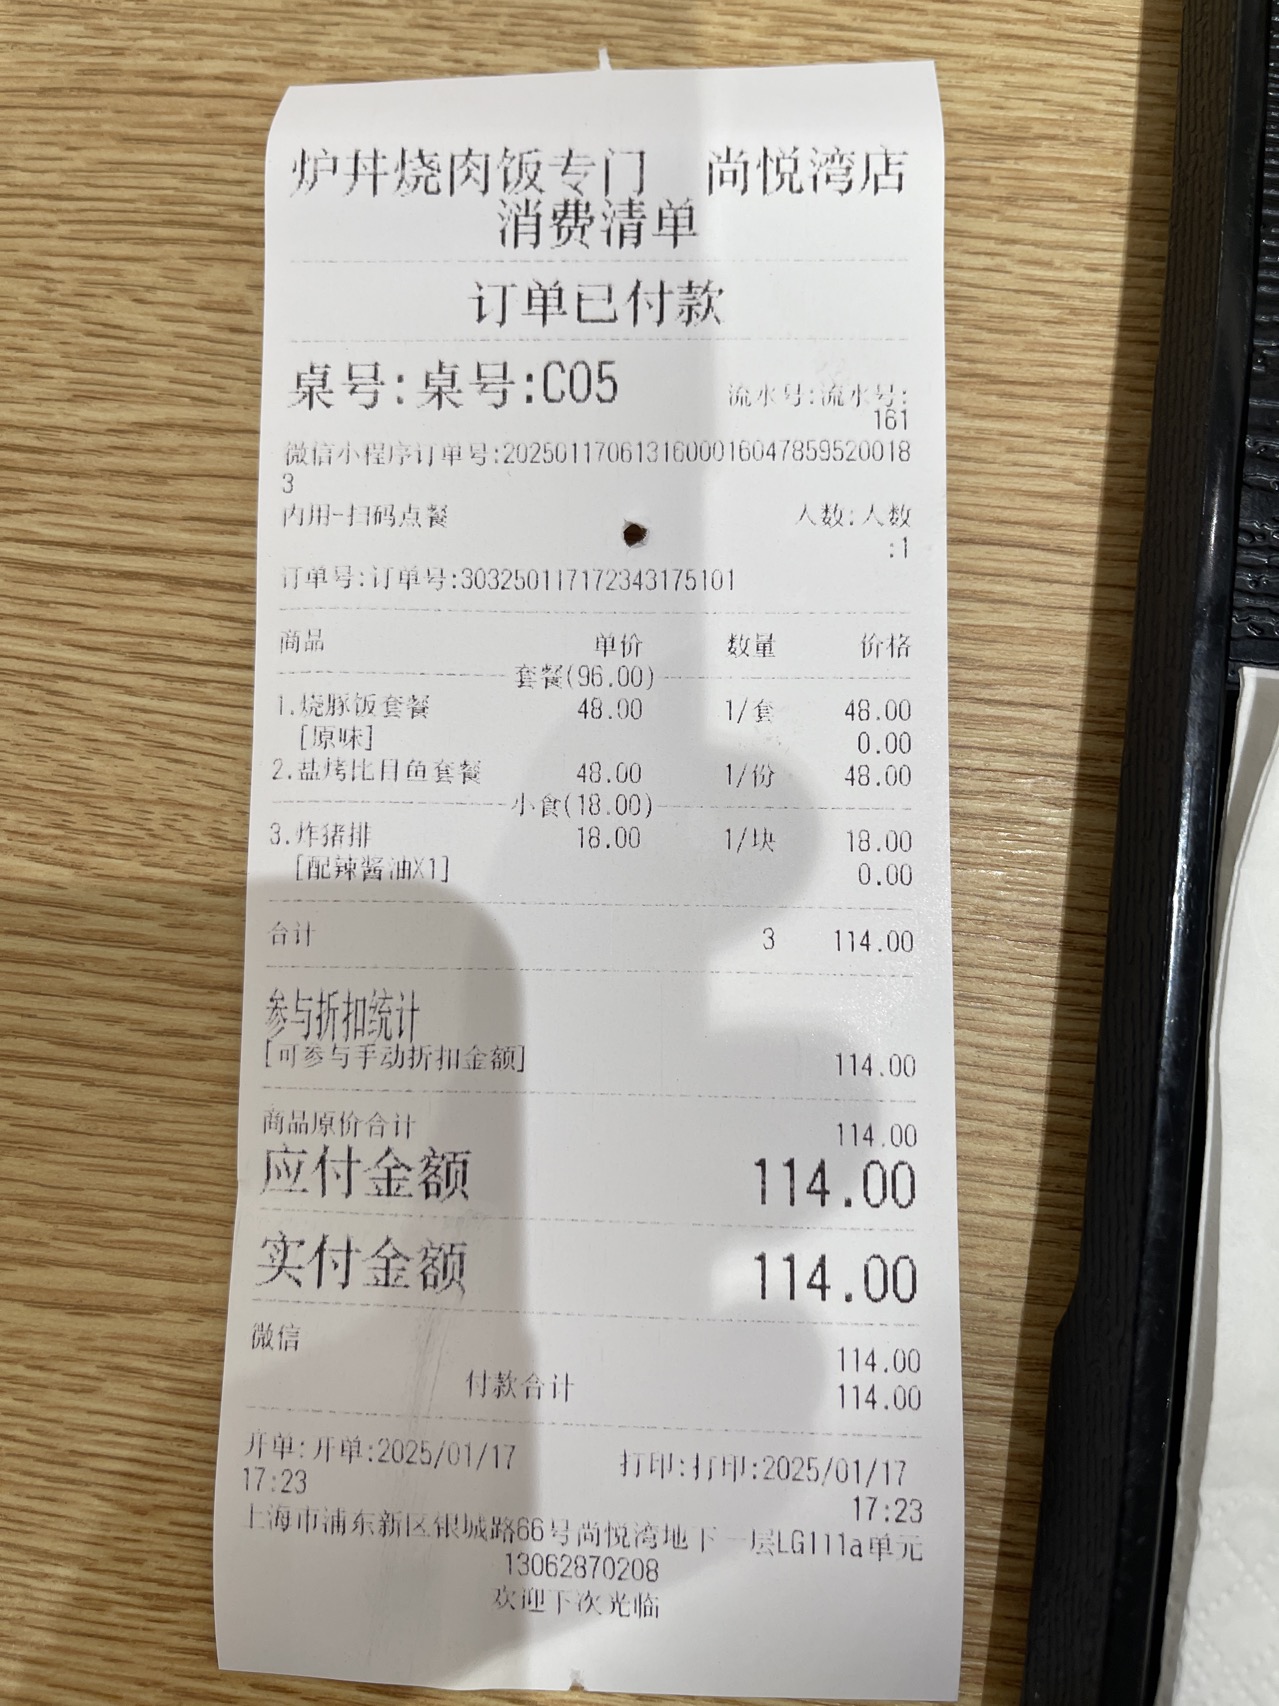 炉丼烧肉饭专门 尚悦湾店
消费清单
订单已付款
桌号:桌号:C05 流水号:流水号:
161
微信小程序订单号:2025011706131600016047859520018
3
内用-扫码点餐 人数:人数
:1
订单号:订单号:303250117172343175101
商品 单价 数量 价格
套餐(96.00)
1.烧豚饭套餐 48.00 1/套 48.00
[原味] 0.00
2.盐烤比目鱼套餐 48.00 1/份 48.00
小食(18.00)
3.炸猪排 18.00 1/块 18.00
[配辣酱油X1] 0.00
合计 3 114.00
参与折扣统计
[可参与手动折扣金额] 114.00
商品原价合计 114.00
应付金额 114.00
实付金额 114.00
微信 114.00
付款合计 114.00
开单:开单:2025/01/17 打印:打印:2025/01/17
17:23 17:23
上海市浦东新区银城路66号尚悦湾地下一层LG111a单元
13062870208
欢迎下次光临